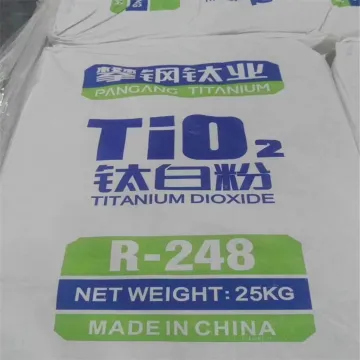 攀钢钛业
PANGANG TITANIUM
TiO2
钛白粉
TITANIUM DIOXIDE
R-248
NET WEIGHT: 25KG
MADE IN CHINA